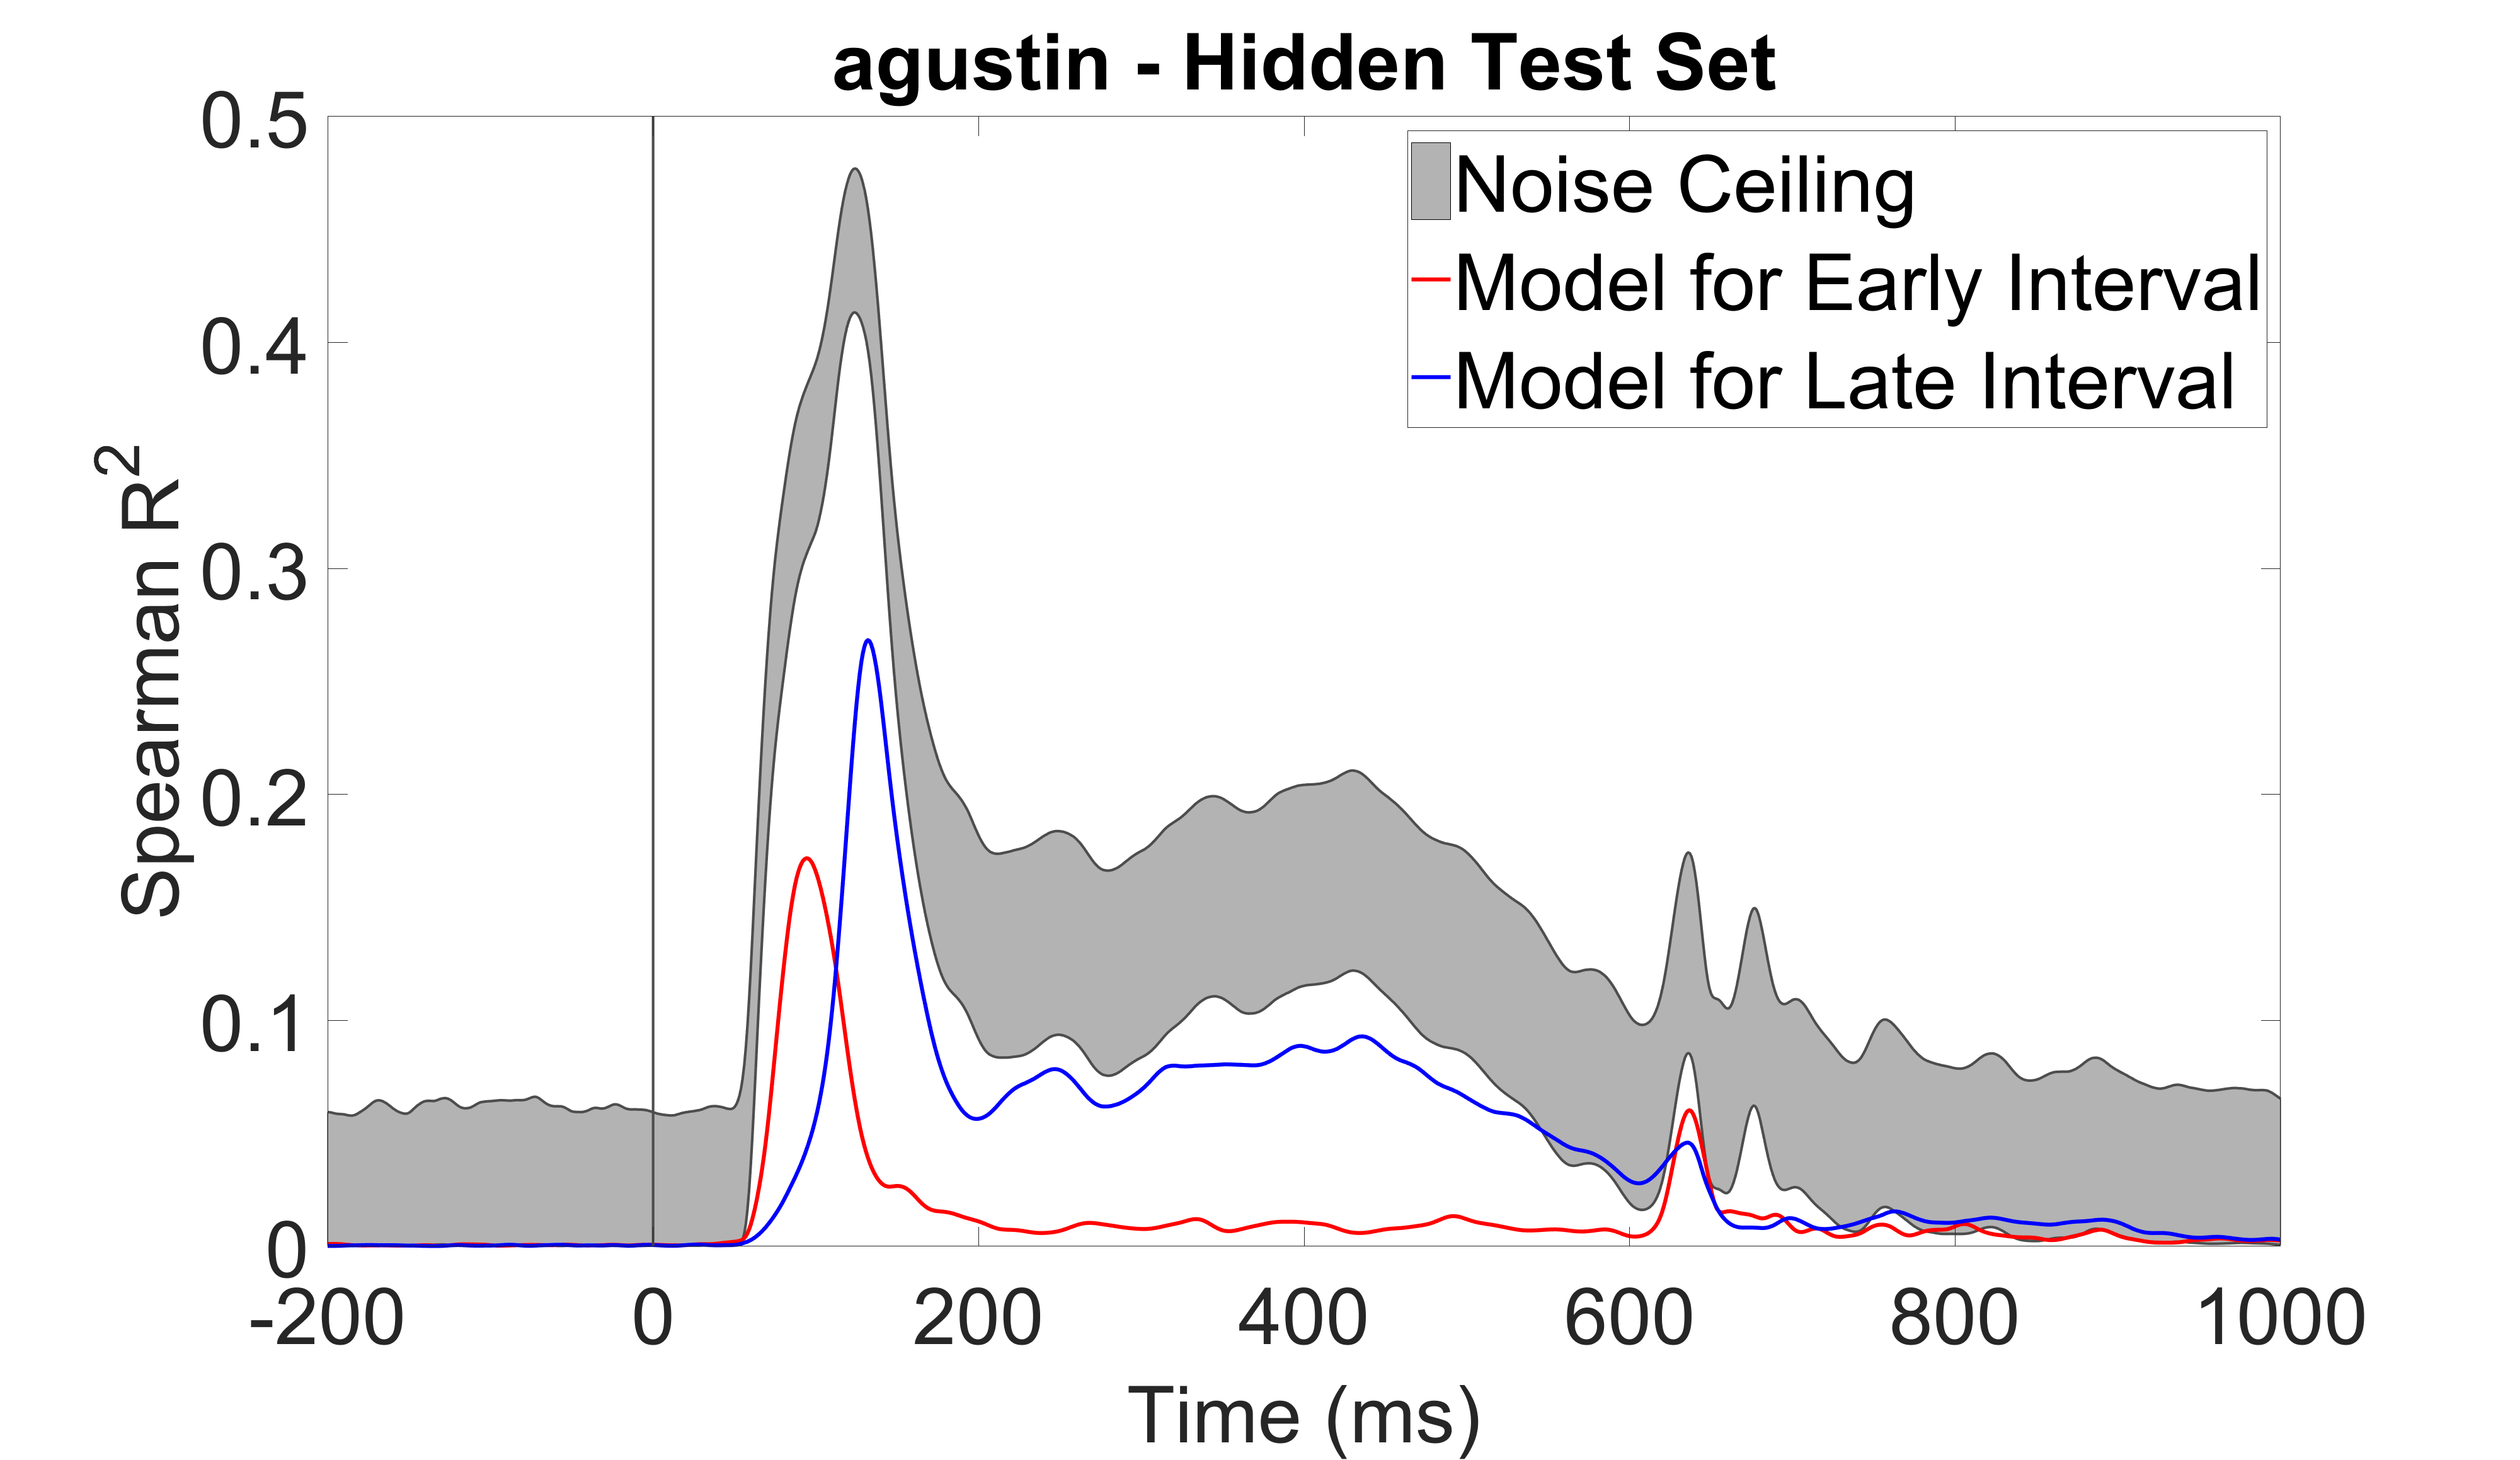 agustin - Hidden Test Set
0.5
0.4
0.3
0.2
0.1
0
Spearman R²
Noise Ceiling
Model for Early Interval
Model for Late Interval
-200 0 200 400 600 800 1000
Time (ms)